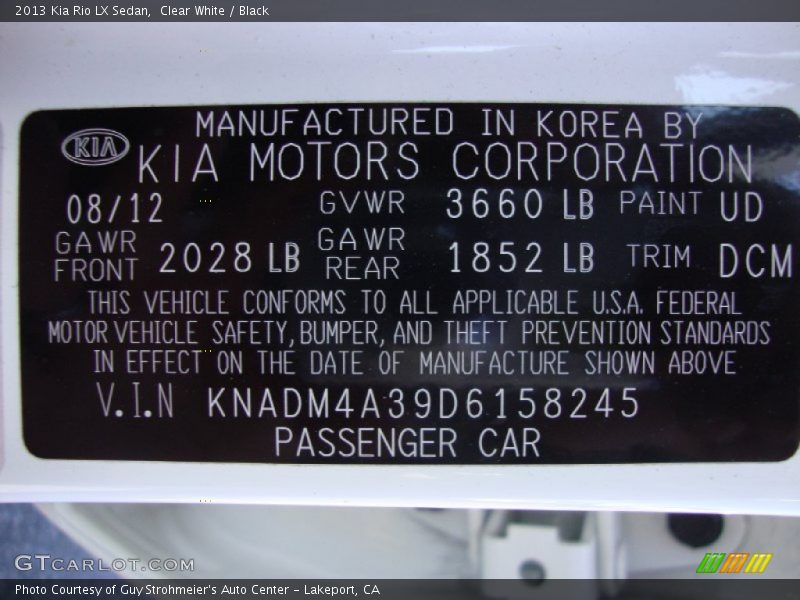 2013 Kia Rio LX Sedan,  Clear White / Black
MANUFACTURED IN KOREA BY
KIA KIA MOTORS CORPORATION
08/12 GVWR 3660 LB PAINT UD
GAWR FRONT 2028 LB GAWR REAR 1852 LB TRIM DCM
THIS VEHICLE CONFORMS TO ALL APPLICABLE U.S.A. FEDERAL
MOTOR VEHICLE SAFETY, BUMPER, AND THEFT PREVENTION STANDARDS
IN EFFECT ON THE DATE OF MANUFACTURE SHOWN ABOVE
V.I.N KNADM4A39D6158245
PASSENGER CAR
GTCARLOT.COM
Photo Courtesy of Guy Strohmeier's Auto Center - Lakeport, CA